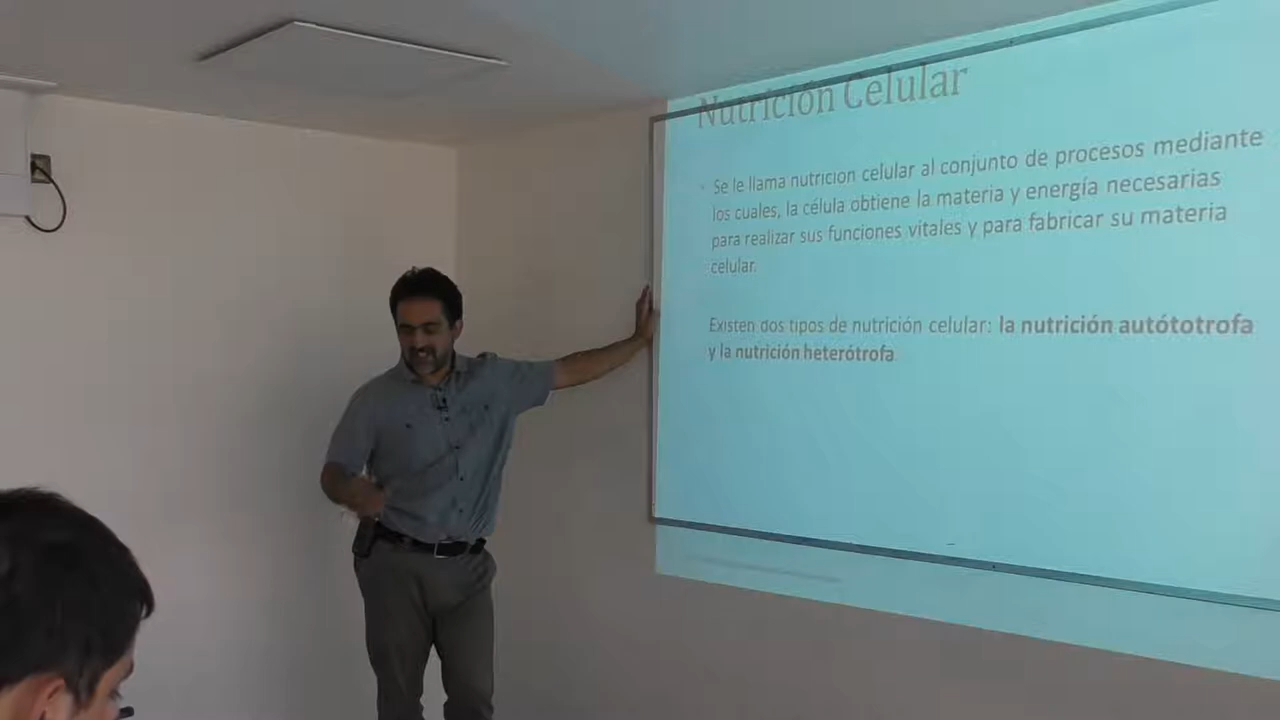 Nutrición Celular
Se le llama nutricion celular al conjunto de procesos mediante
los cuales, la célula obtiene la materia y energía necesarias
para realizar sus funciones vitales y para fabricar su materia
celular.
Existen dos tipos de nutrición celular: la nutrición autótotrofa
y la nutrición heterótrofa